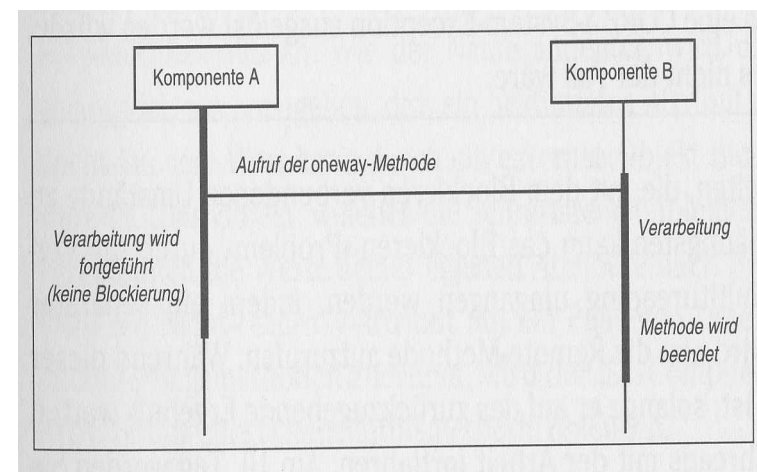 Komponente A
Komponente B
Aufruf der oneway-Methode
Verarbeitung wird
fortgeführt
(keine Blockierung)
Verarbeitung
Methode wird
beendet